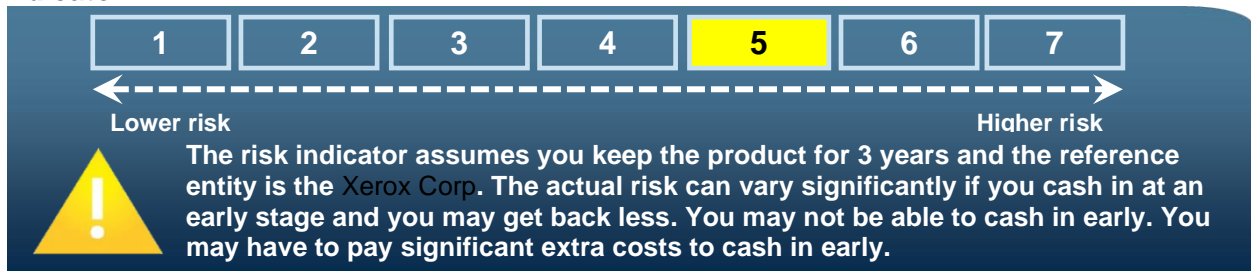 1 2 3 4 5 6 7
Lower risk Higher risk
The risk indicator assumes you keep the product for 3 years and the reference
entity is the Xerox Corp. The actual risk can vary significantly if you cash in at an
early stage and you may get back less. You may not be able to cash in early. You
may have to pay significant extra costs to cash in early.